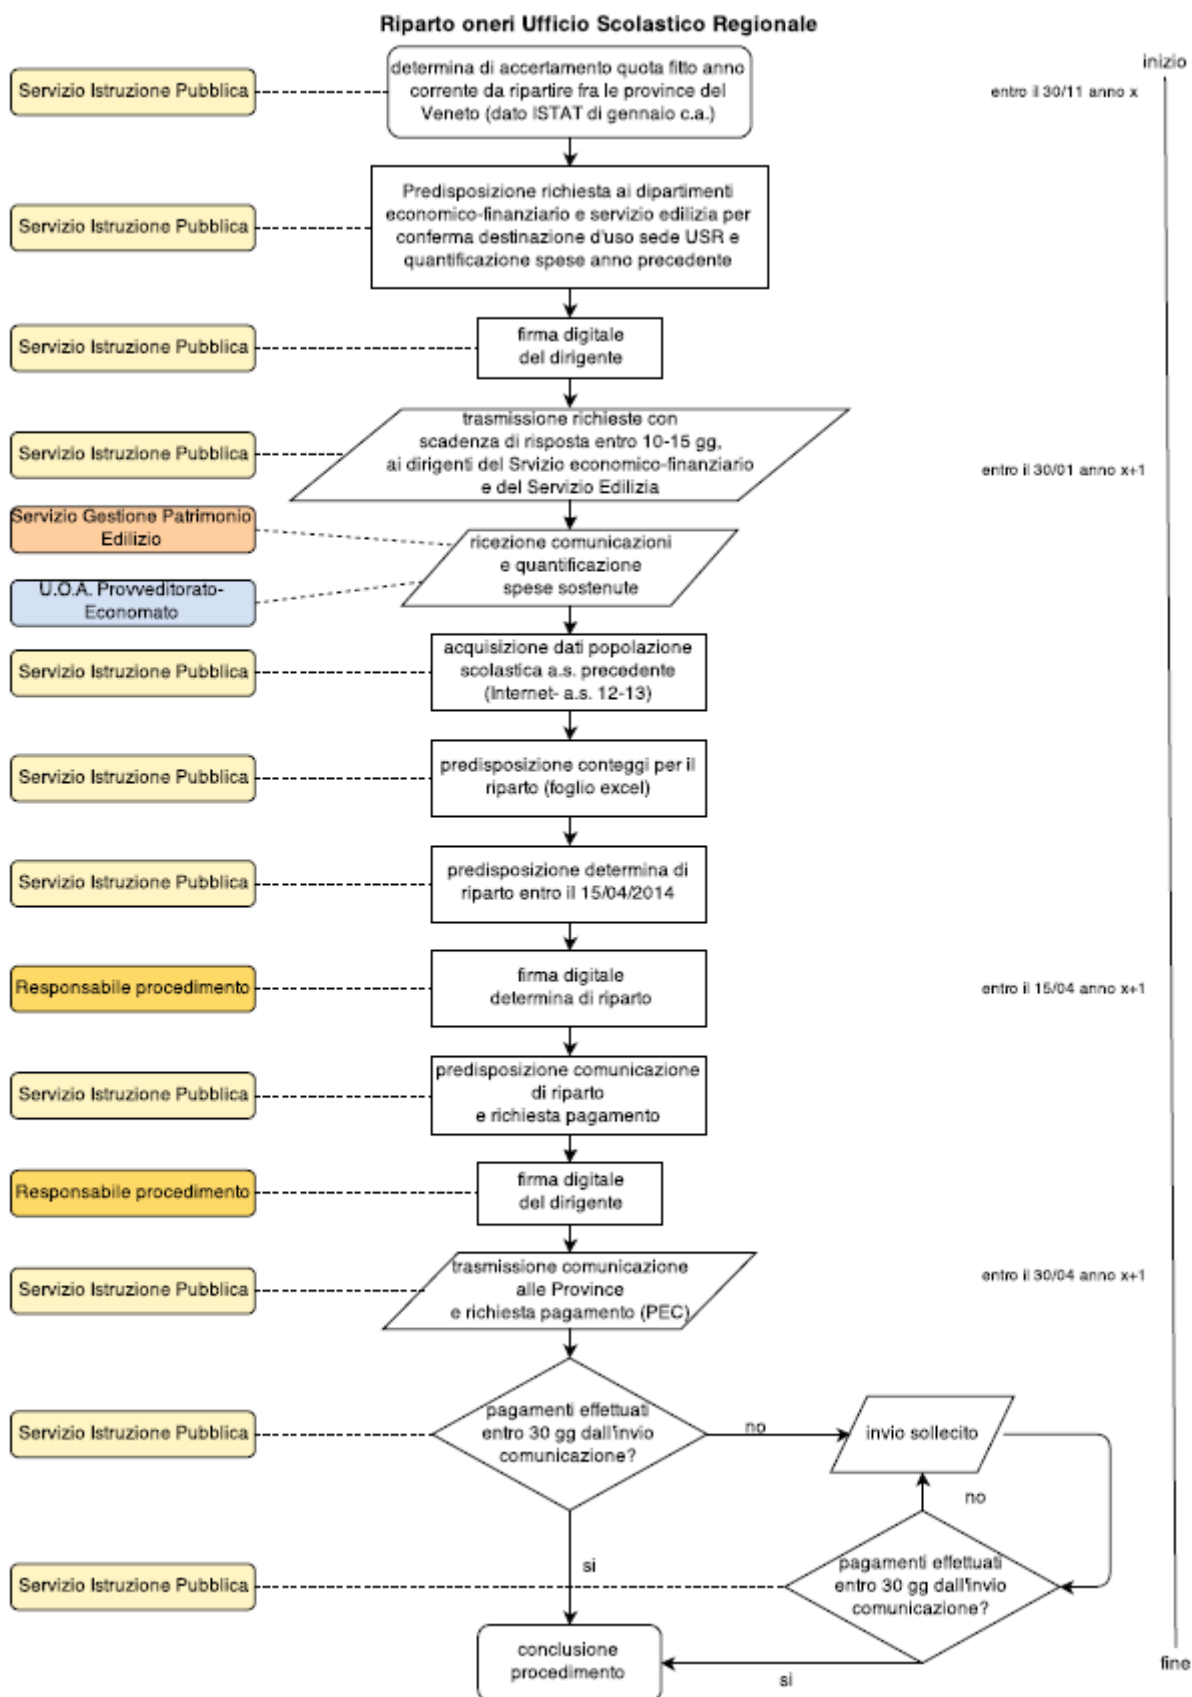 Riparto oneri Ufficio Scolastico Regionale
inizio
Servizio Istruzione Pubblica
determina di accertamento quota fitto anno
corrente da ripartire fra le province del
Veneto (dato ISTAT di gennaio c.a.)
entro il 30/11 anno x
Servizio Istruzione Pubblica
Predisposizione richiesta ai dipartimenti
economico-finanziario e servizio edilizia per
conferma destinazione d'uso sede USR e
quantificazione spese anno precedente
Servizio Istruzione Pubblica
firma digitale
del dirigente
Servizio Istruzione Pubblica
trasmissione richieste con
scadenza di risposta entro 10-15 gg,
ai dirigenti del Srvizio economico-finanziario
e del Servizio Edilizia
entro il 30/01 anno x+1
Servizio Gestione Patrimonio
Edilizio
ricezione comunicazioni
e quantificazione
spese sostenute
U.O.A. Provveditorato-
Economato
Servizio Istruzione Pubblica
acquisizione dati popolazione
scolastica a.s. precedente
(Internet- a.s. 12-13)
Servizio Istruzione Pubblica
predisposizione conteggi per il
riparto (foglio excel)
Servizio Istruzione Pubblica
predisposizione determina di
riparto entro il 15/04/2014
Responsabile procedimento
firma digitale
determina di riparto
entro il 15/04 anno x+1
Servizio Istruzione Pubblica
predisposizione comunicazione
di riparto
e richiesta pagamento
Responsabile procedimento
firma digitale
del dirigente
Servizio Istruzione Pubblica
trasmissione comunicazione
alle Province
e richiesta pagamento (PEC)
entro il 30/04 anno x+1
Servizio Istruzione Pubblica
pagamenti effettuati
entro 30 gg dall'invio
comunicazione?
no
invio sollecito
no
si
Servizio Istruzione Pubblica
pagamenti effettuati
entro 30 gg dall'invio
comunicazione?
conclusione
procedimento
si
fine